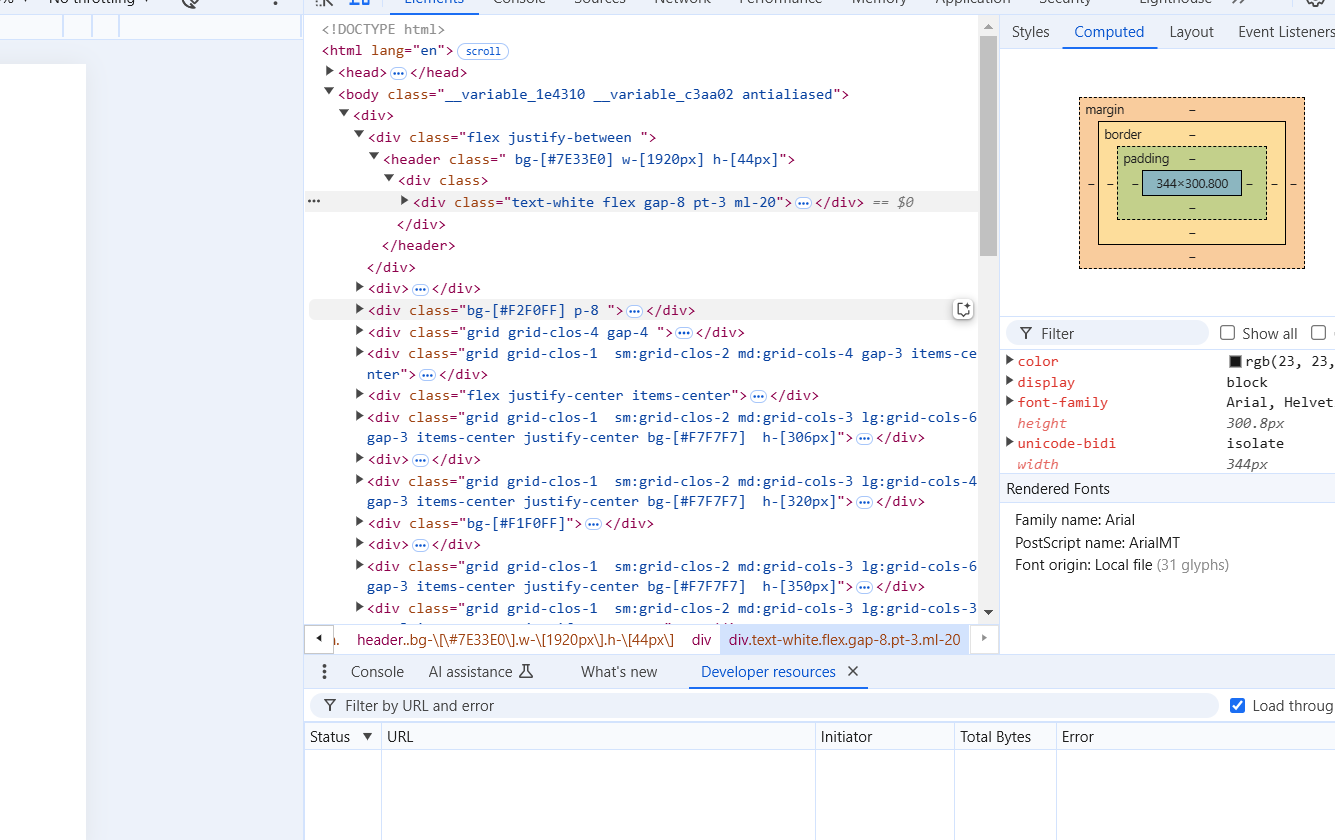 No throttling
Elements Console Sources Network Performance Memory Application Security Lighthouse
<!DOCTYPE html>
<html lang="en"> scroll
<head> ••• </head>
<body class="__variable_1e4310 __variable_c3aa02 antialiased">
<div>
<div class="flex justify-between ">
<header class=" bg-[#7E33E0] w-[1920px] h-[44px]">
<div class>
<div class="text-white flex gap-8 pt-3 ml-20"> ••• </div> == $0
</div>
</header>
</div>
<div> ••• </div>
<div class="bg-[#F2F0FF] p-8 "> ••• </div>
<div class="grid grid-clos-4 gap-4 "> ••• </div>
<div class="grid grid-clos-1  sm:grid-clos-2 md:grid-cols-4 gap-3 items-ce
nter"> ••• </div>
<div class="flex justify-center items-center"> ••• </div>
<div class="grid grid-clos-1  sm:grid-clos-2 md:grid-cols-3 lg:grid-cols-6
gap-3 items-center justify-center bg-[#F7F7F7]  h-[306px]"> ••• </div>
<div> ••• </div>
<div class="grid grid-clos-1  sm:grid-clos-2 md:grid-cols-3 lg:grid-cols-4
gap-3 items-center justify-center bg-[#F7F7F7]  h-[320px]"> ••• </div>
<div class="bg-[#F1F0FF]"> ••• </div>
<div> ••• </div>
<div class="grid grid-clos-1  sm:grid-clos-2 md:grid-cols-3 lg:grid-cols-6
gap-3 items-center justify-center bg-[#F7F7F7]  h-[350px]"> ••• </div>
<div class="grid grid-clos-1  sm:grid-clos-2 md:grid-cols-3 lg:grid-cols-3
header..bg-\[\#7E33E0\].w-\[1920px\].h-\[44px\] div div.text-white.flex.gap-8.pt-3.ml-20
Styles Computed Layout Event Listeners
margin –
border –
padding –
– – – 344×300.800 – – –
–
–
–
Filter Show all
color rgb(23, 23,
display block
font-family Arial, Helvet
height 300.8px
unicode-bidi isolate
width 344px
Rendered Fonts
Family name: Arial
PostScript name: ArialMT
Font origin: Local file (31 glyphs)
Console AI assistance What's new Developer resources
Filter by URL and error Load throug
Status URL Initiator Total Bytes Error